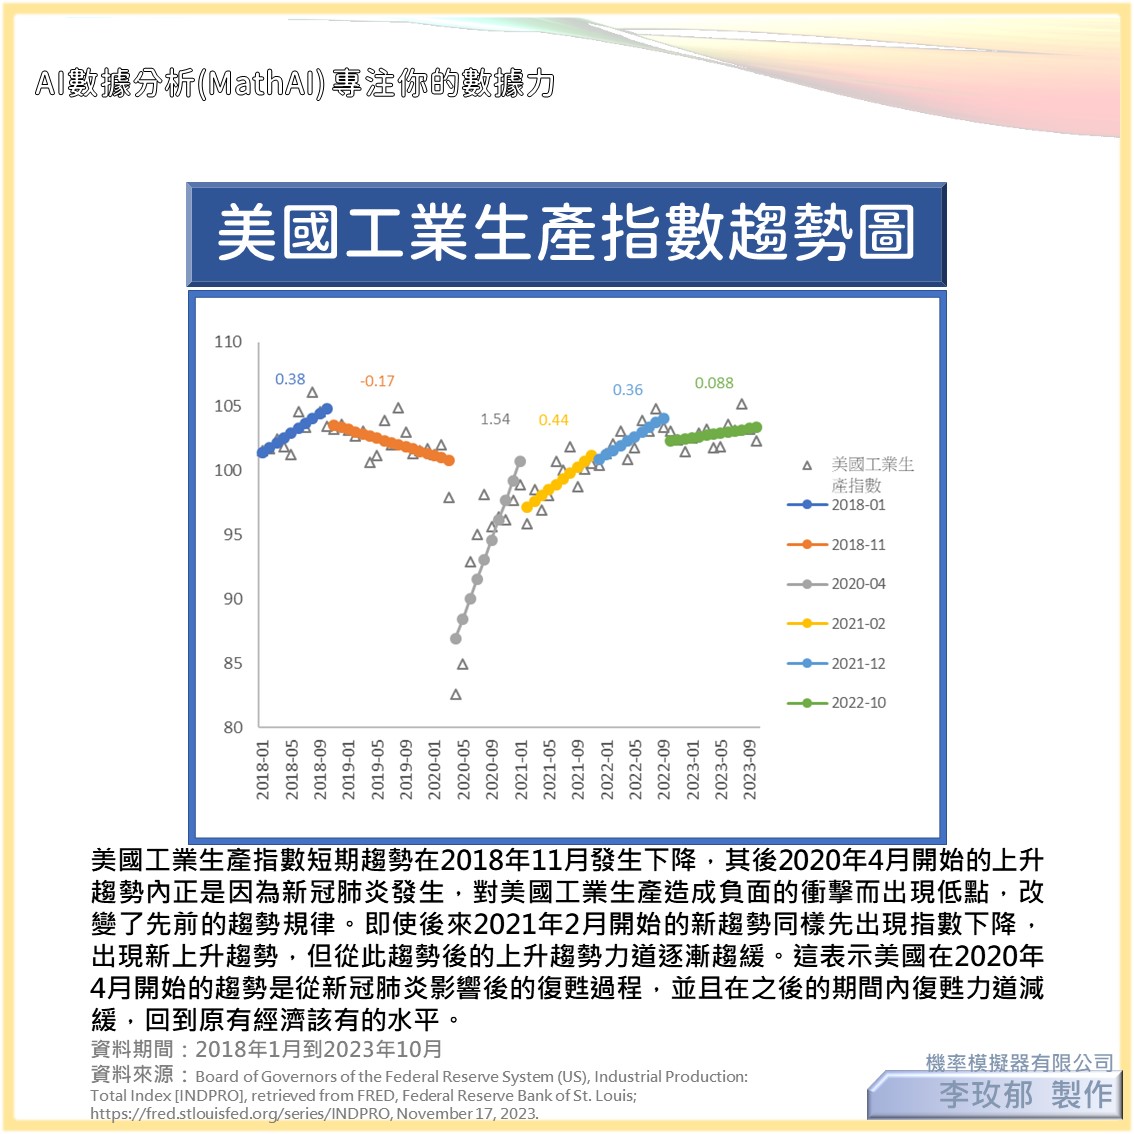 AI數據分析(MathAI) 專注你的數據力
美國工業生產指數趨勢圖
110
105
100
95
90
85
80
0.38
-0.17
1.54
0.44
0.36
0.088
2018-01
2018-05
2018-09
2019-01
2019-05
2019-09
2020-01
2020-05
2020-09
2021-01
2021-05
2021-09
2022-01
2022-05
2022-09
2023-01
2023-05
2023-09
美國工業生
產指數
2018-01
2018-11
2020-04
2021-02
2021-12
2022-10
美國工業生產指數短期趨勢在2018年11月發生下降，其後2020年4月開始的上升
趨勢內正是因為新冠肺炎發生，對美國工業生產造成負面的衝擊而出現低點，改
變了先前的趨勢規律。即使後來2021年2月開始的新趨勢同樣先出現指數下降，
出現新上升趨勢，但從此趨勢後的上升趨勢力道逐漸趨緩。這表示美國在2020年
4月開始的趨勢是從新冠肺炎影響後的復甦過程，並且在之後的期間內復甦力道減
緩，回到原有經濟該有的水平。
資料期間：2018年1月到2023年10月
資料來源：Board of Governors of the Federal Reserve System (US), Industrial Production:
Total Index [INDPRO], retrieved from FRED, Federal Reserve Bank of St. Louis;
https://fred.stlouisfed.org/series/INDPRO, November 17, 2023.
機率模擬器有限公司
李玫郁 製作